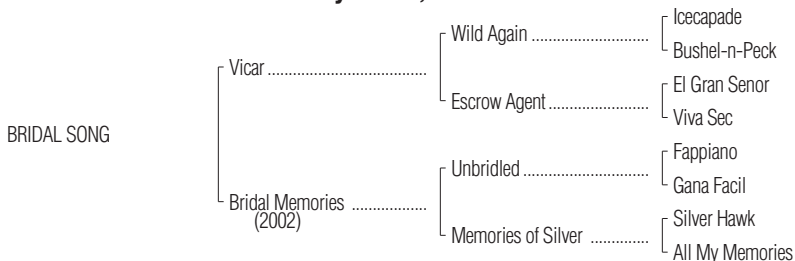 Icecapade
Wild Again ..............................
Bushel-n-Peck
Vicar ....................................
El Gran Senor
Escrow Agent .........................
Viva Sec
BRIDAL SONG
Fappiano
Unbridled ...............................
Gana Facil
Bridal Memories .................
(2002)
Silver Hawk
Memories of Silver ..............
All My Memories